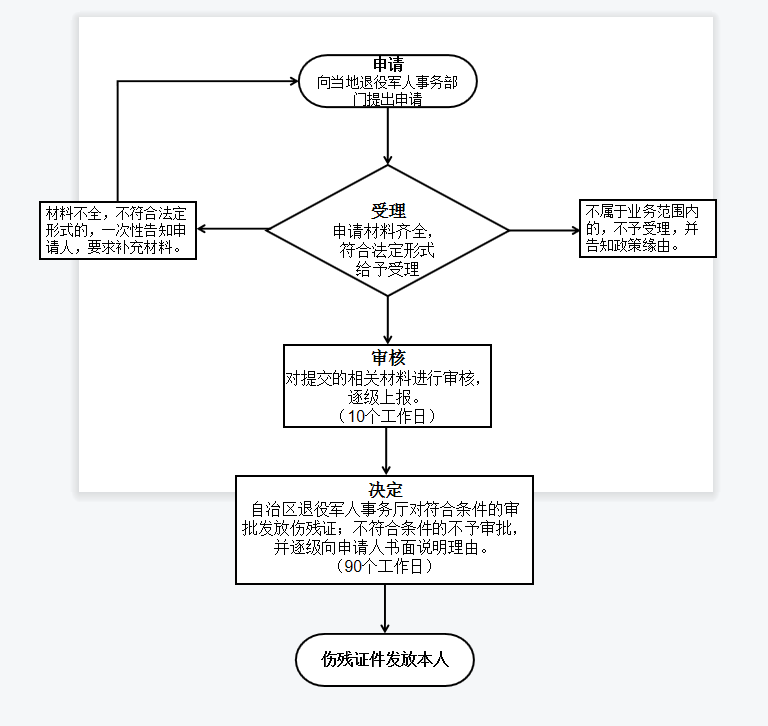 申请
向当地退役军人事务部
门提出申请
受理
申请材料齐全，
符合法定形式
给予受理
材料不全，不符合法定
形式的，一次性告知申
请人，要求补充材料。
不属于业务范围内
的，不予受理，并
告知政策缘由。
审核
对提交的相关材料进行审核，
逐级上报。
（10个工作日）
决定
自治区退役军人事务厅对符合条件的审
批发放伤残证；不符合条件的不予审批，
并逐级向申请人书面说明理由。
（90个工作日）
伤残证件发放本人